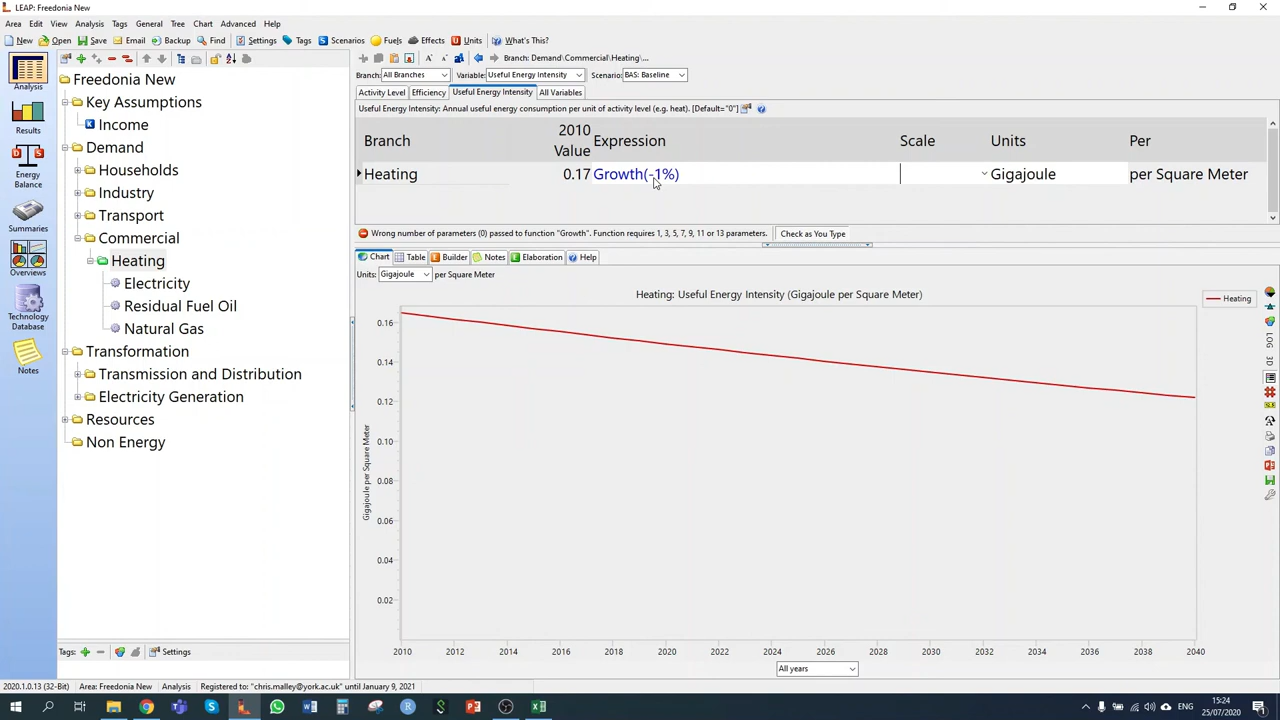 LEAP: Freedonia New
Area Edit View Analysis Tags General Tree Chart Advanced Help
New Open Save Email Backup Find Settings Tags Scenarios Fuels Effects Units What's This?
Branch: Demand\Commercial\Heating\...
Branch: All Branches Variable: Useful Energy Intensity Scenario: BAS: Baseline
Activity Level Efficiency Useful Energy Intensity All Variables
Useful Energy Intensity: Annual useful energy consumption per unit of activity level (e.g. heat). [Default="0"]
Branch 2010 Value Expression Scale Units Per
Heating 0.17 Growth(-1%) Gigajoule per Square Meter
Wrong number of parameters (0) passed to function "Growth". Function requires 1, 3, 5, 7, 9, 11 or 13 parameters. Check as You Type
Chart Table Builder Notes Elaboration Help
Units: Gigajoule per Square Meter
Heating: Useful Energy Intensity (Gigajoule per Square Meter)
Heating
Gigajoule per Square Meter
0.16
0.14
0.12
0.10
0.08
0.06
0.04
0.02
2010 2012 2014 2016 2018 2020 2022 2024 2026 2028 2030 2032 2034 2036 2038 2040
All years
LOG
3D
Analysis
Results
Energy Balance
Summaries
Overviews
Technology Database
Notes
Freedonia New
Key Assumptions
Income
Demand
Households
Industry
Transport
Commercial
Heating
Electricity
Residual Fuel Oil
Natural Gas
Transformation
Transmission and Distribution
Electricity Generation
Resources
Non Energy
Tags: Settings
2020.1.0.13 (32-Bit) Area: Freedonia New Analysis Registered to: "chris.malley@york.ac.uk" until January 9, 2021
15:24
25/07/2020